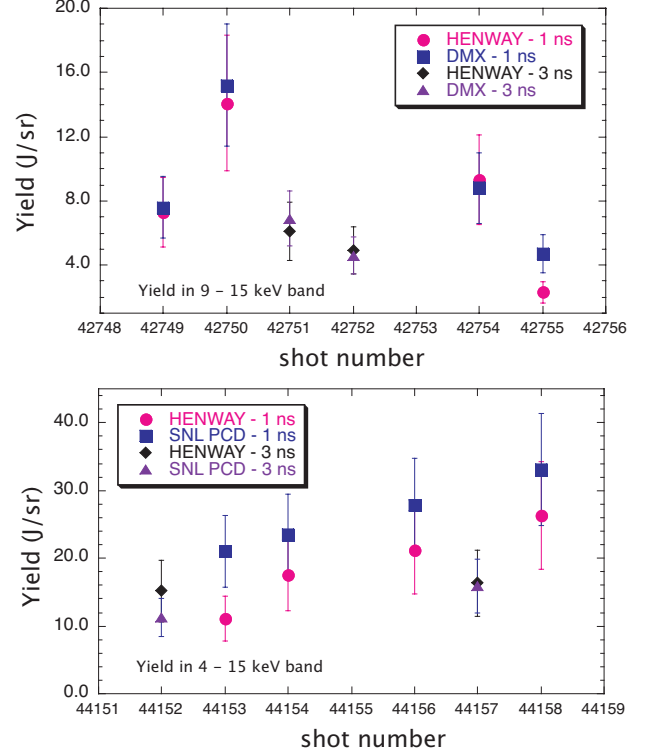 20.0
16.0
12.0
8.0
4.0
Yield (J/sr)
HENWAY - 1 ns
DMX - 1 ns
HENWAY - 3 ns
DMX - 3 ns
Yield in 9 – 15 keV band
42748 42749 42750 42751 42752 42753 42754 42755 42756
shot number
40.0
30.0
20.0
10.0
0.0
Yield (J/sr)
HENWAY - 1 ns
SNL PCD - 1 ns
HENWAY - 3 ns
SNL PCD - 3 ns
Yield in 4 – 15 keV band
44151 44152 44153 44154 44155 44156 44157 44158 44159
shot number